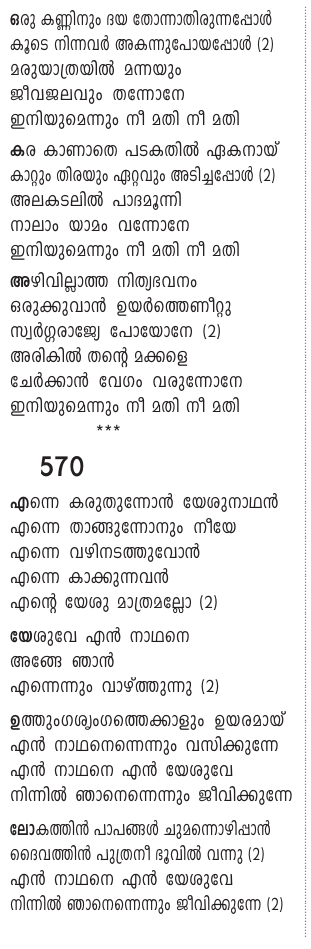 ഒരു കണ്ണിനും ദയ തോന്നാതിരുന്നപ്പോൾ
കൂടെ നിന്നവർ അകന്നുപോയപ്പോൾ (2)
മരുയാത്രയിൽ മന്നയും
ജീവജലവും തന്നോനേ
ഇനിയുമെന്നും നീ മതി നീ മതി
കര കാണാതെ പടകതിൽ ഏകനായ്
കാറ്റും തിരയും ഏറ്റവും അടിച്ചപ്പോൾ (2)
അലകടലിൽ പാദമൂന്നി
നാലാം യാമം വന്നോനേ
ഇനിയുമെന്നും നീ മതി നീ മതി
അഴിവില്ലാത്ത നിത്യഭവനം
ഒരുക്കുവാൻ ഉയർത്തെണീറ്റു
സ്വർഗ്ഗരാജ്യേ പോയോനേ (2)
അരികിൽ തന്റെ മക്കളെ
ചേർക്കാൻ വേഗം വരുന്നോനേ
ഇനിയുമെന്നും നീ മതി നീ മതി
***
570
എന്നെ കരുതുന്നോൻ യേശുനാഥൻ
എന്നെ താങ്ങുന്നോനും നീയേ
എന്നെ വഴിനടത്തുവോൻ
എന്നെ കാക്കുന്നവൻ
എന്റെ യേശു മാത്രമല്ലോ (2)
യേശുവേ എൻ നാഥനെ
അങ്ങേ ഞാൻ
എന്നെന്നും വാഴ്ത്തുന്നു (2)
ഉത്തുംഗശൃംഗത്തെക്കാളും ഉയരമായ്
എൻ നാഥനെന്നെന്നും വസിക്കുന്നേ
എൻ നാഥനെ എൻ യേശുവേ
നിന്നിൽ ഞാനെന്നെന്നും ജീവിക്കുന്നേ
ലോകത്തിൻ പാപങ്ങൾ ചുമന്നൊഴിപ്പാൻ
ദൈവത്തിൻ പുത്രനീ ഭൂവിൽ വന്നു (2)
എൻ നാഥനെ എൻ യേശുവേ
നിന്നിൽ ഞാനെന്നെന്നും ജീവിക്കുന്നേ (2)